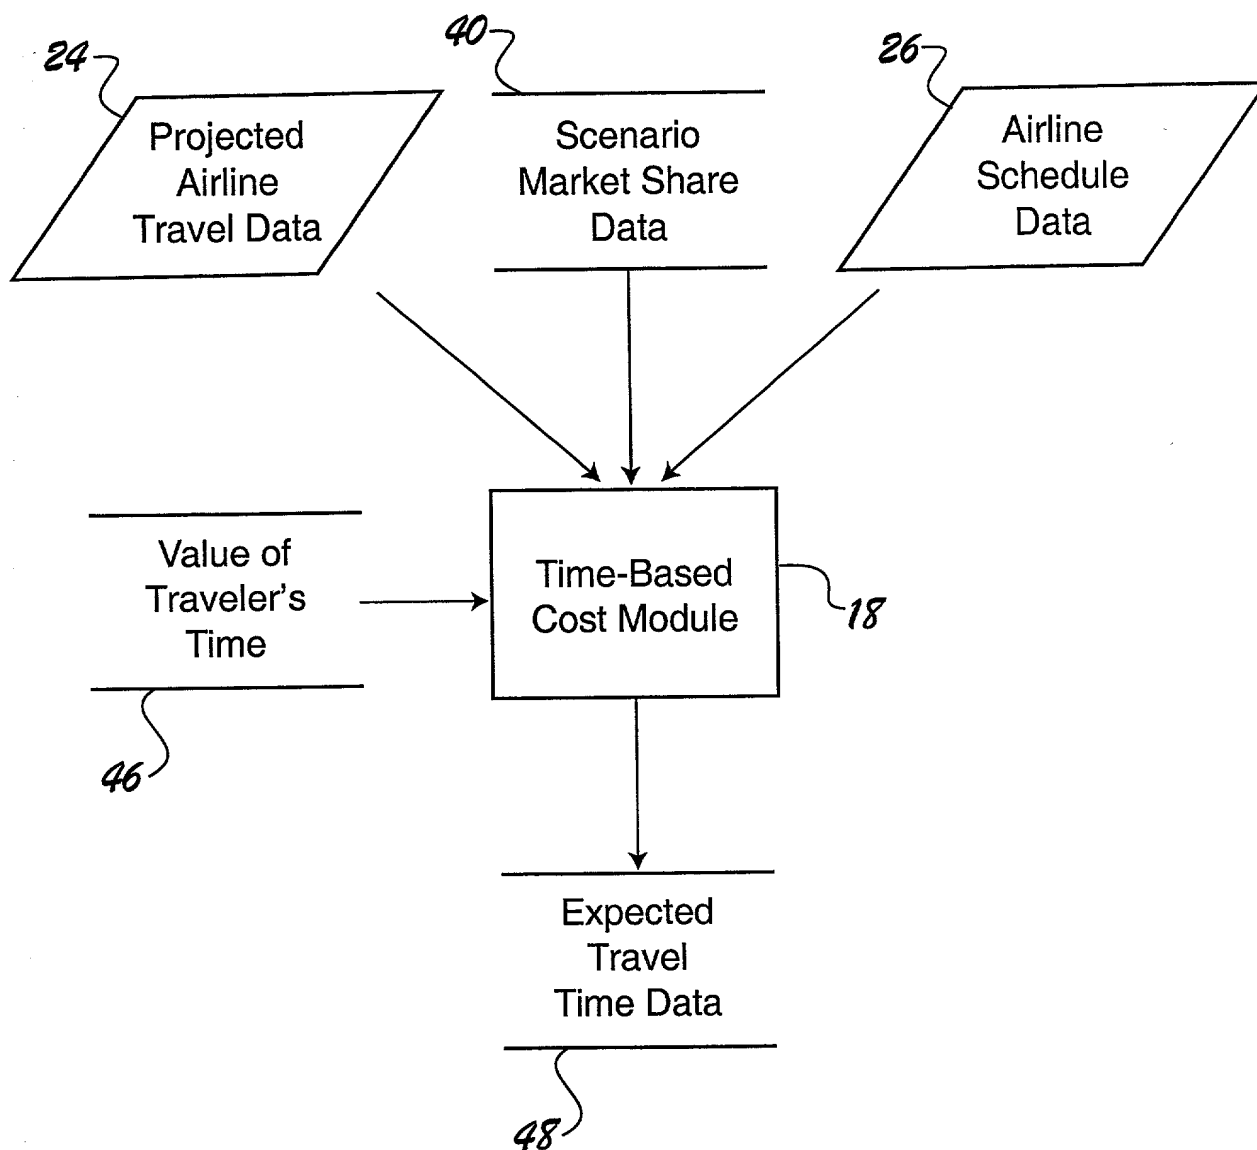 24
Projected
Airline
Travel Data
40
Scenario
Market Share
Data
26
Airline
Schedule
Data
Value of
Traveler's
Time
46
Time-Based
Cost Module
18
Expected
Travel
Time Data
48